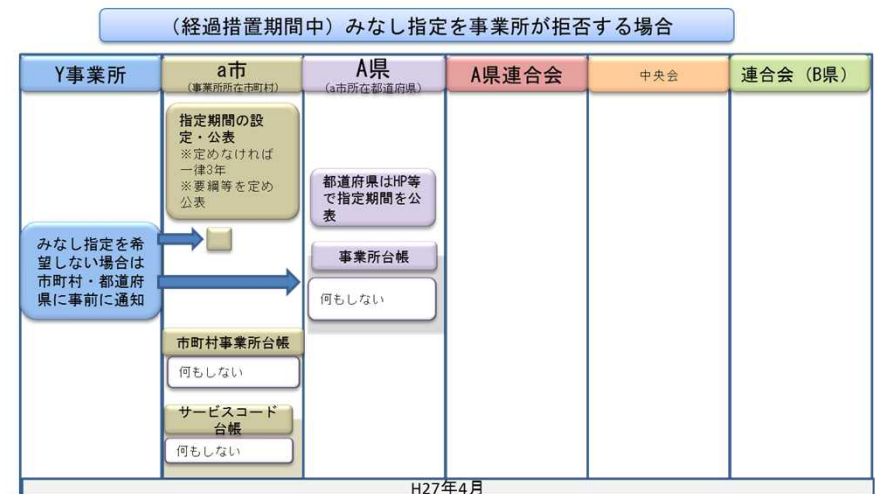 （経過措置期間中）みなし指定を事業所が拒否する場合
Y事業所
a市
（事業所所在市町村）
A県
（a市所在都道府県）
A県連合会
中央会
連合会（B県）
指定期間の設
定・公表
※定めなければ
一律3年
※要綱等を定め
公表
都道府県はHP等
で指定期間を公
表
みなし指定を希
望しない場合は
市町村・都道府
県に事前に通知
事業所台帳
何もしない
市町村事業所台帳
何もしない
サービスコード
台帳
何もしない
H27年4月